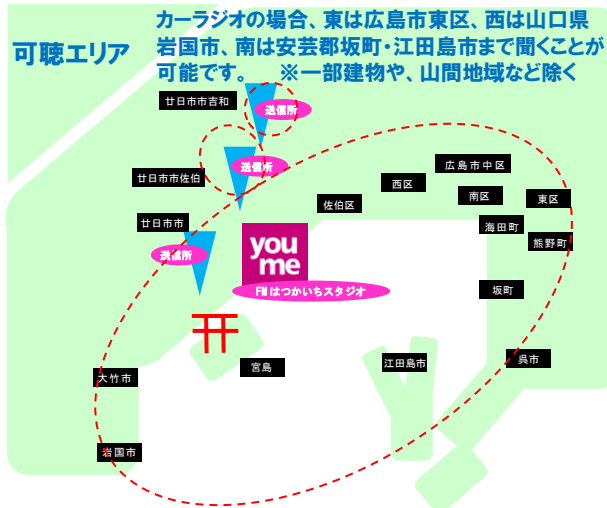 カーラジオの場合、東は広島市東区、西は山口県
可聴エリア
岩国市、南は安芸郡坂町・江田島市まで聞くことが
可能です。 ※一部建物や、山間地域など除く
廿日市市吉和
送信所
廿日市市佐伯
送信所
広島市中区
西区
南区
東区
佐伯区
廿日市市
海田町
熊野町
送信所
you
me
FMはつかいちスタジオ
坂町
宮島
江田島市
呉市
大竹市
岩国市